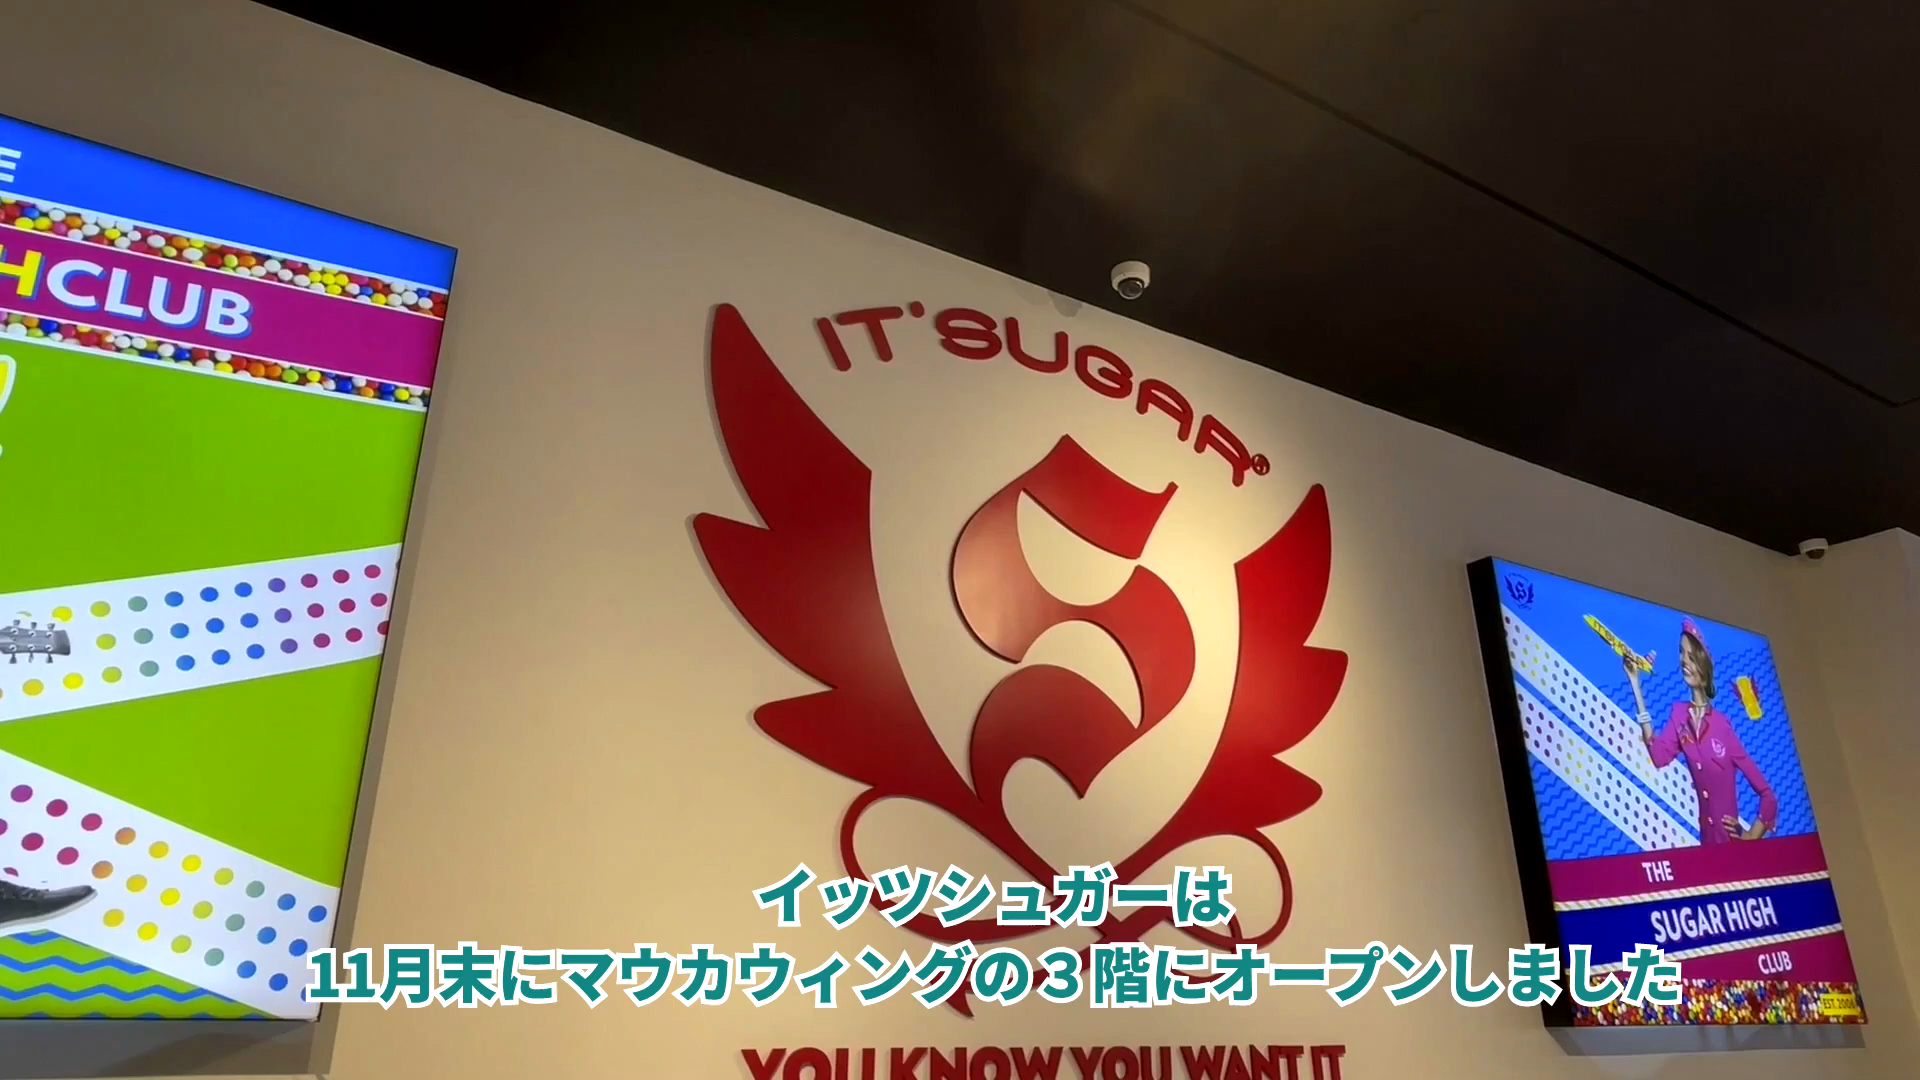 E
HCLUB
IT'SUGAR®
THE
SUGAR HIGH
CLUB
EST. 2006
イッツシュガーは
11月末にマウカウィングの３階にオープンしました
YOU KNOW YOU WANT IT